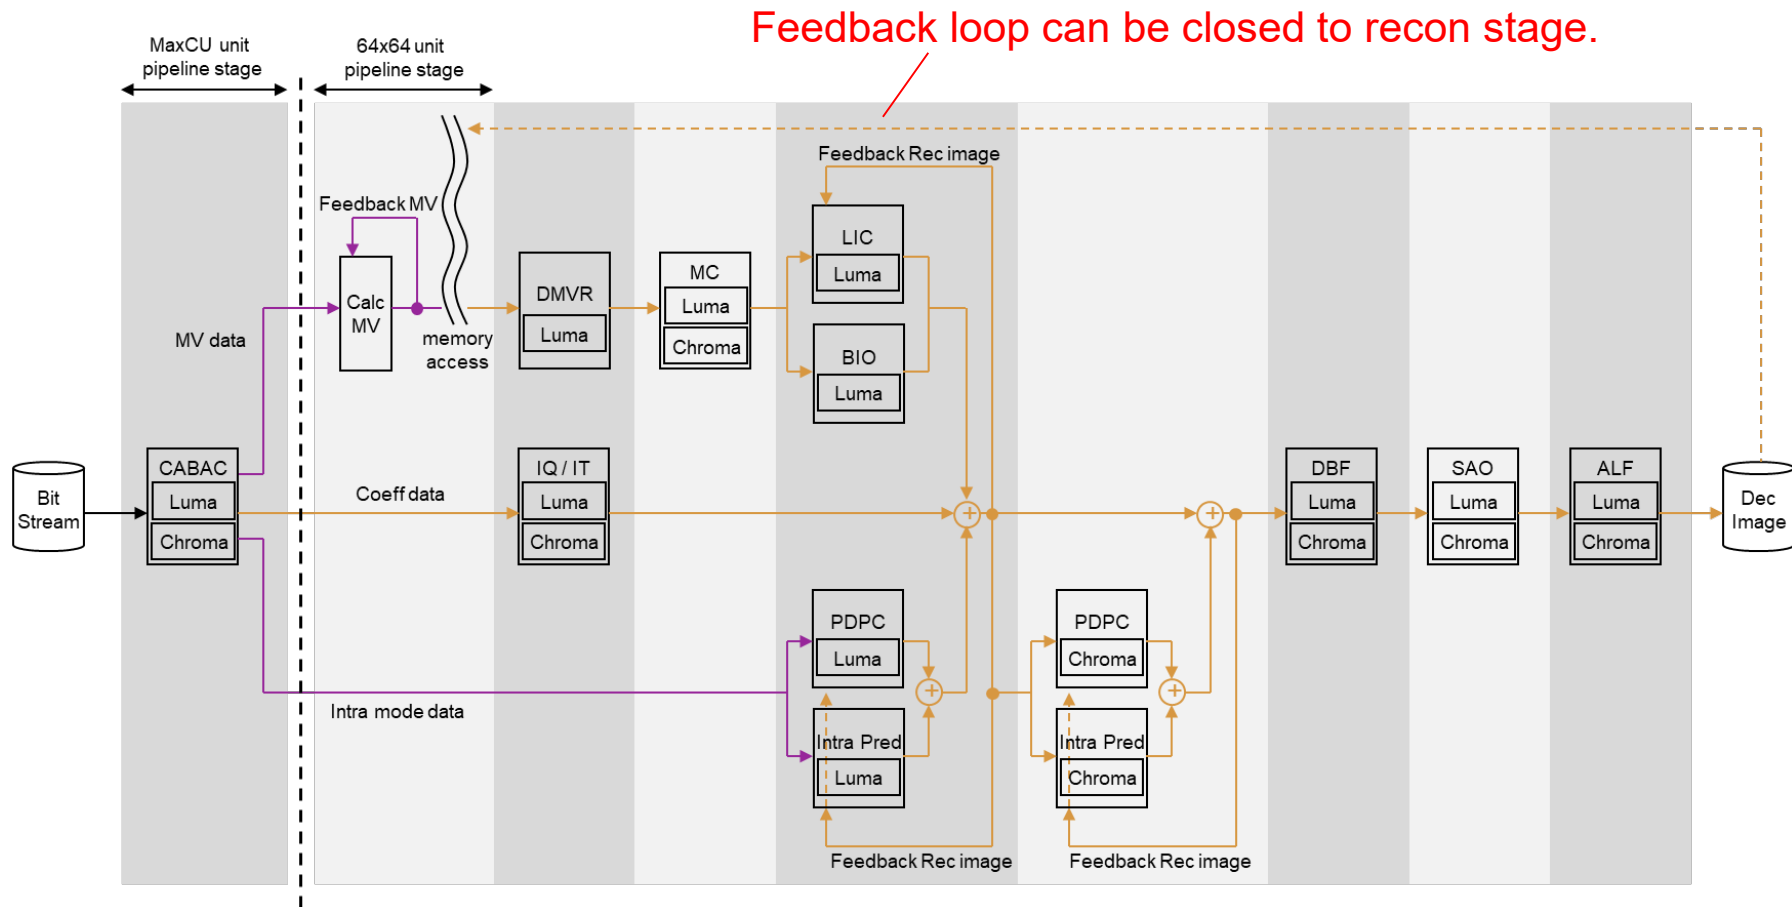 Feedback loop can be closed to recon stage.
MaxCU unit
pipeline stage
64x64 unit
pipeline stage
Feedback Rec image
Feedback MV
LIC
Luma
MC
Luma
Chroma
DMVR
Luma
Calc
MV
memory
access
MV data
BIO
Luma
Bit
Stream
CABAC
Luma
Chroma
Coeff data
IQ / IT
Luma
Chroma
+
+
DBF
Luma
Chroma
SAO
Luma
Chroma
ALF
Luma
Chroma
Dec
Image
PDPC
Luma
PDPC
Chroma
+
+
Intra mode data
Intra Pred
Luma
Intra Pred
Chroma
Feedback Rec image
Feedback Rec image